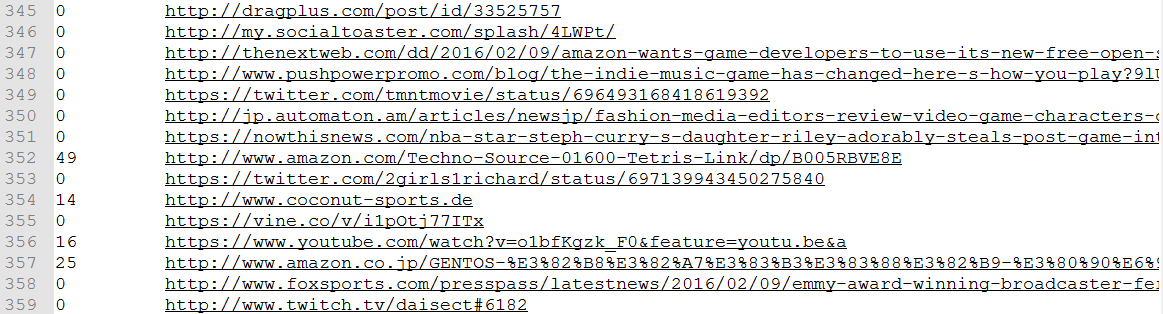 345 0 http://dragplus.com/post/id/33525757
346 0 http://my.socialtoaster.com/splash/4LWPt/
347 0 http://thenextweb.com/dd/2016/02/09/amazon-wants-game-developers-to-use-its-new-free-open-s
348 0 http://www.pushpowerpromo.com/blog/the-indie-music-game-has-changed-here-s-how-you-play?9lU
349 0 https://twitter.com/tmntmovie/status/696493168418619392
350 0 http://jp.automaton.am/articles/newsjp/fashion-media-editors-review-video-game-characters-c
351 0 https://nowthisnews.com/nba-star-steph-curry-s-daughter-riley-adorably-steals-post-game-int
352 49 http://www.amazon.com/Techno-Source-01600-Tetris-Link/dp/B005RBVE8E
353 0 https://twitter.com/2girls1richard/status/697139943450275840
354 14 http://www.coconut-sports.de
355 0 https://vine.co/v/i1pOtj77ITx
356 16 https://www.youtube.com/watch?v=o1bfKgzk_F0&feature=youtu.be&a
357 25 http://www.amazon.co.jp/GENTOS-%E3%82%B8%E3%82%A7%E3%83%B3%E3%83%88%E3%82%B9-%E3%80%90%E6%9
358 0 http://www.foxsports.com/presspass/latestnews/2016/02/09/emmy-award-winning-broadcaster-fer
359 0 http://www.twitch.tv/daisect#6182